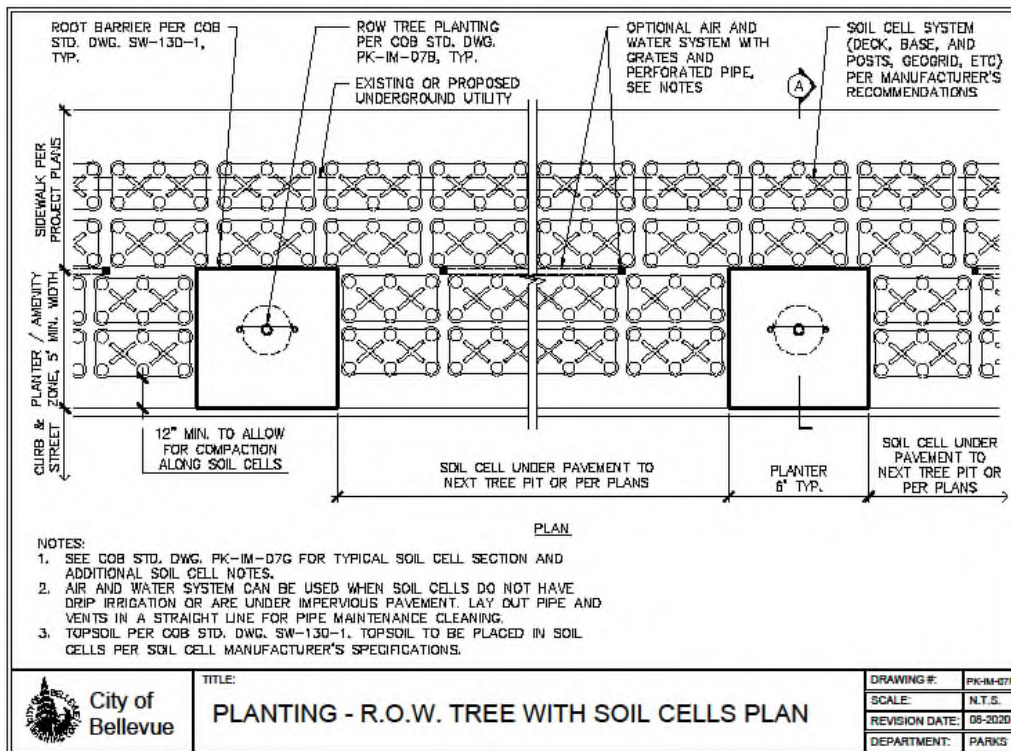 ROOT BARRIER PER COB
STD. DWG. SW-130-1,
TYP.
ROW TREE PLANTING
PER COB STD. DWG.
PK-IM-07B, TYP.
EXISTING OR PROPOSED
UNDERGROUND UTILITY
OPTIONAL AIR AND
WATER SYSTEM WITH
GRATES AND
PERFORATED PIPE,
SEE NOTES
SOIL CELL SYSTEM
(DECK, BASE, AND
POSTS, GEOGRID, ETC)
PER MANUFACTURER'S
RECOMMENDATIONS
A
SIDEWALK PER
PROJECT PLANS
PLANTER / AMENITY
ZONE, 5' MIN. WIDTH
CURB &
STREET
12" MIN. TO ALLOW
FOR COMPACTION
ALONG SOIL CELLS
SOIL CELL UNDER PAVEMENT TO
NEXT TREE PIT OR PER PLANS
PLANTER
6' TYP.
SOIL CELL UNDER
PAVEMENT TO
NEXT TREE PIT OR
PER PLANS
PLAN
NOTES:
1. SEE COB STD. DWG. PK-IM-07G FOR TYPICAL SOIL CELL SECTION AND
ADDITIONAL SOIL CELL NOTES.
2. AIR AND WATER SYSTEM CAN BE USED WHEN SOIL CELLS DO NOT HAVE
DRIP IRRIGATION OR ARE UNDER IMPERVIOUS PAVEMENT. LAY OUT PIPE AND
VENTS IN A STRAIGHT LINE FOR PIPE MAINTENANCE CLEANING.
3. TOPSOIL PER COB STD. DWG. SW-130-1. TOPSOIL TO BE PLACED IN SOIL
CELLS PER SOIL CELL MANUFACTURER'S SPECIFICATIONS.
City of
Bellevue
TITLE:
PLANTING - R.O.W. TREE WITH SOIL CELLS PLAN
DRAWING #:
SCALE: N.T.S.
REVISION DATE: 08-2020
DEPARTMENT: PARKS